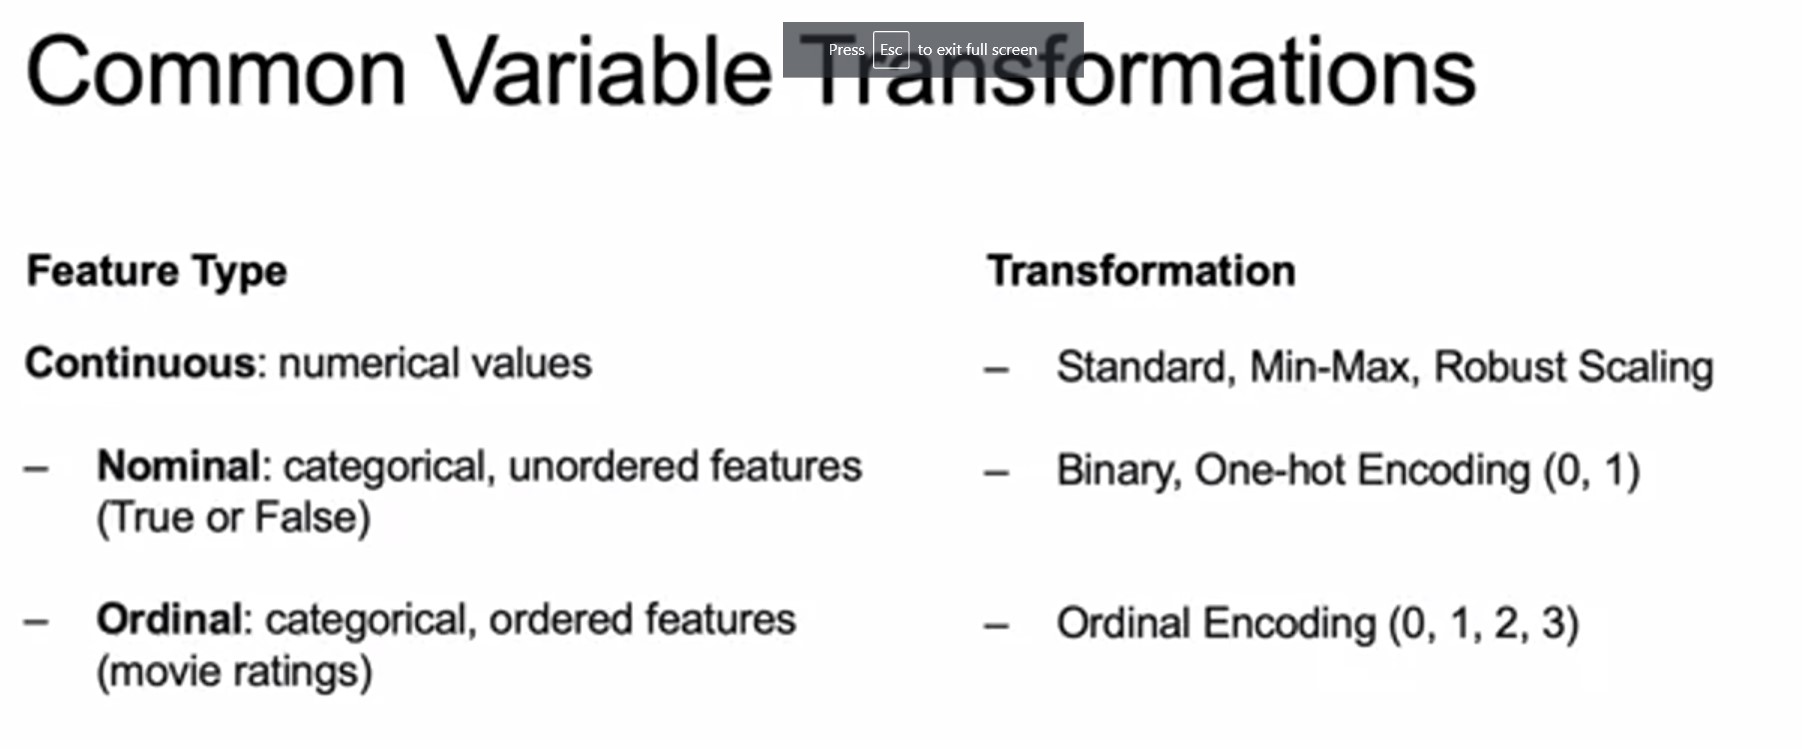 Common Variable Transformations
Press Esc to exit full screen
Feature Type
Transformation
Continuous: numerical values
– Standard, Min-Max, Robust Scaling
– Nominal: categorical, unordered features
(True or False)
– Binary, One-hot Encoding (0, 1)
– Ordinal: categorical, ordered features
(movie ratings)
– Ordinal Encoding (0, 1, 2, 3)